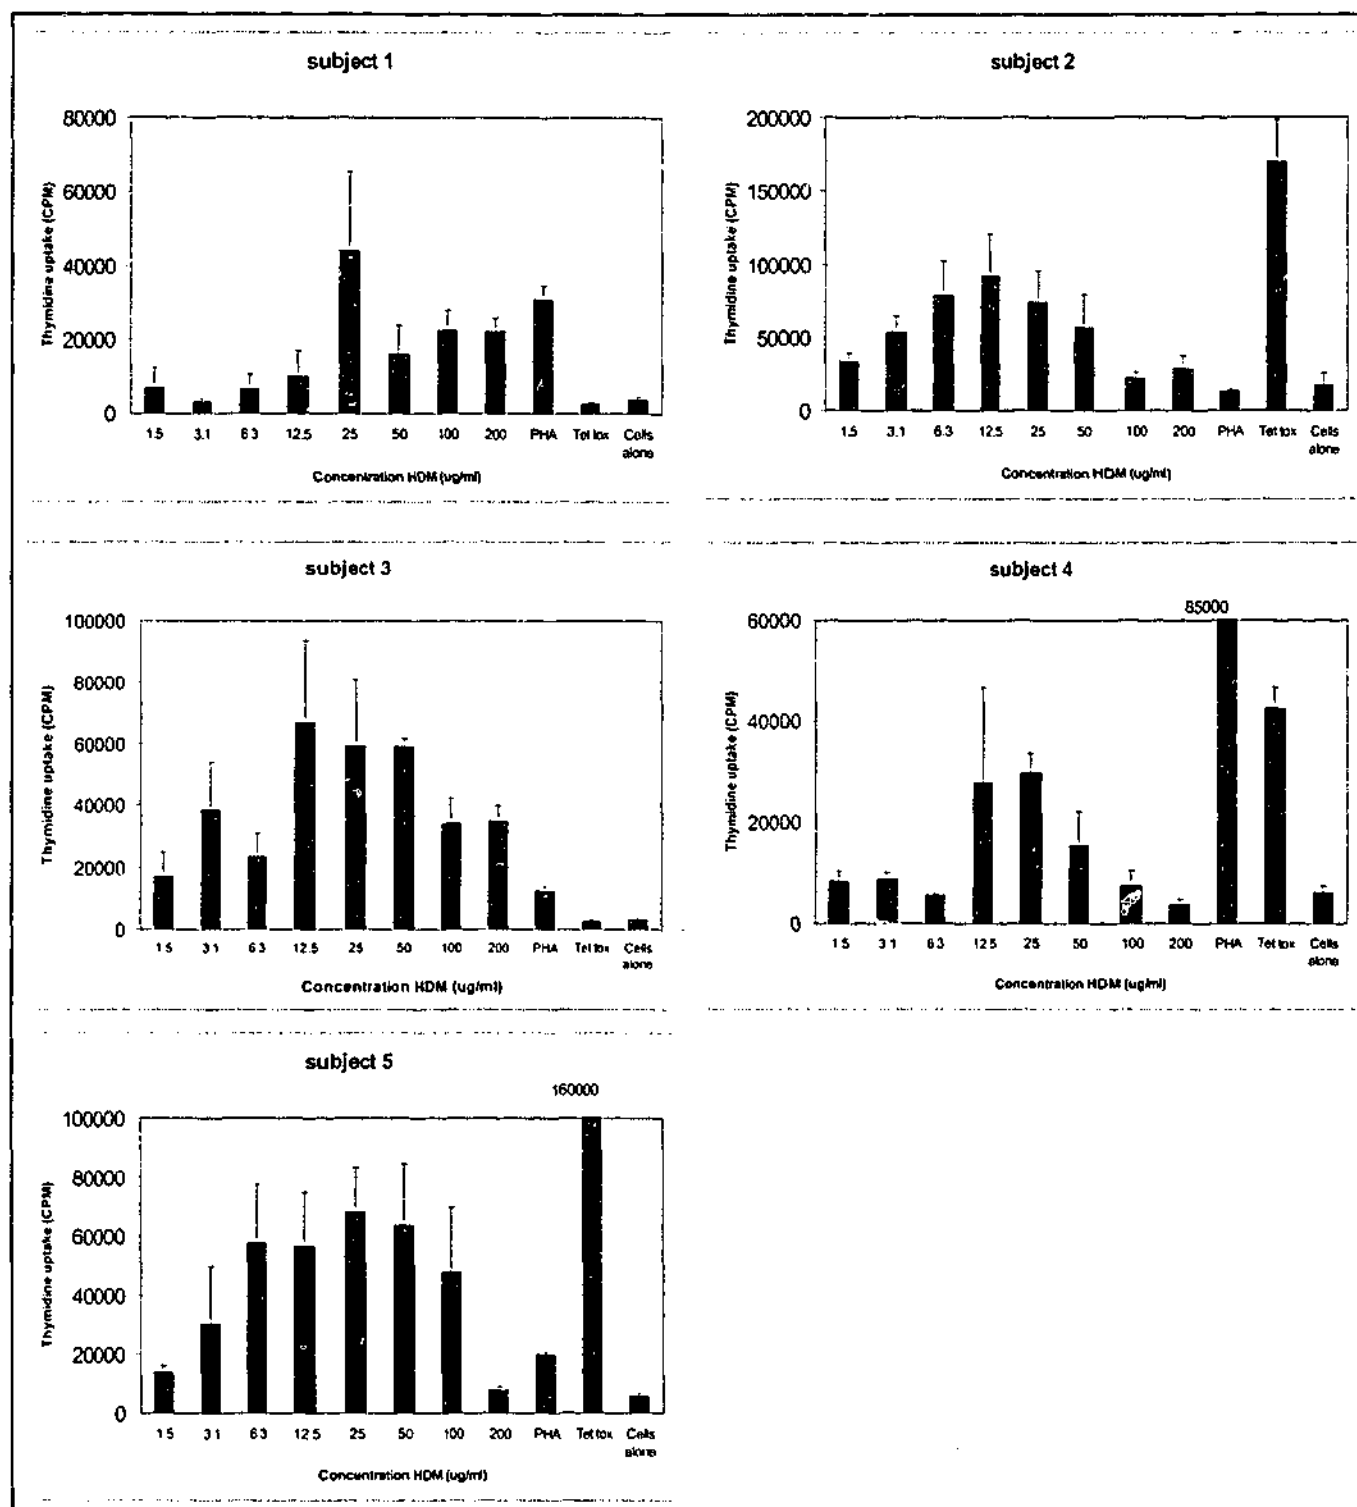 subject 1
80000
60000
40000
20000
0
Thymidine uptake (CPM)
1.5 3.1 6.3 12.5 25 50 100 200 PHA Tet tox Cells
alone
Concentration HDM (ug/ml)
subject 2
200000
150000
100000
50000
0
Thymidine uptake (CPM)
1.5 3.1 6.3 12.5 25 50 100 200 PHA Tet tox Cells
alone
Concentration HDM (ug/ml)
subject 3
100000
80000
60000
40000
20000
0
Thymidine uptake (CPM)
1.5 3.1 6.3 12.5 25 50 100 200 PHA Tet tox Cells
alone
Concentration HDM (ug/ml)
subject 4
85000
60000
40000
20000
0
Thymidine uptake (CPM)
1.5 3.1 6.3 12.5 25 50 100 200 PHA Tet tox Cells
alone
Concentration HDM (ug/ml)
subject 5
160000
100000
80000
60000
40000
20000
0
Thymidine uptake (CPM)
1.5 3.1 6.3 12.5 25 50 100 200 PHA Tet tox Cells
alone
Concentration HDM (ug/ml)